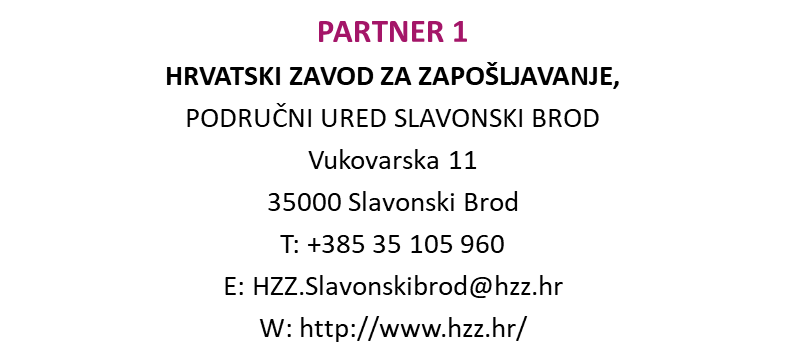 PARTNER 1
HRVATSKI ZAVOD ZA ZAPOŠLJAVANJE,
PODRUČNI URED SLAVONSKI BROD
Vukovarska 11
35000 Slavonski Brod
T: +385 35 105 960
E: HZZ.Slavonskibrod@hzz.hr
W: http://www.hzz.hr/